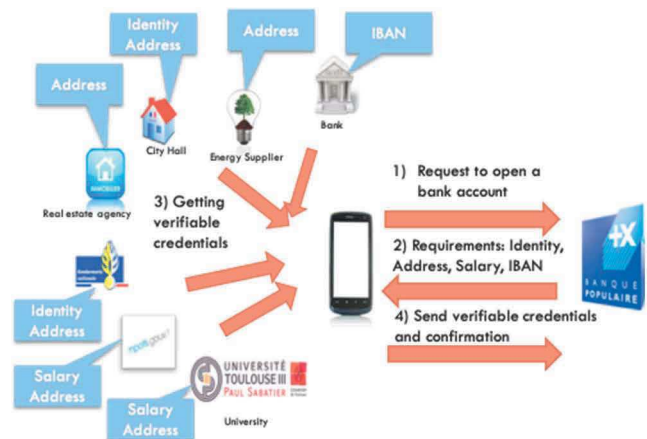 Identity
Address
Address
IBAN
Address
City Hall
Energy Supplier
Bank
Real estate agency
3) Getting
verifiable
credentials
1) Request to open a
bank account
2) Requirements: Identity,
Address, Salary, IBAN
BANQUE
POPULAIRE
4) Send verifiable credentials
and confirmation
Identity
Address
Salary
Address
Salary
Address
UNIVERSITÉ
TOULOUSE III
PAUL SABATIER
University